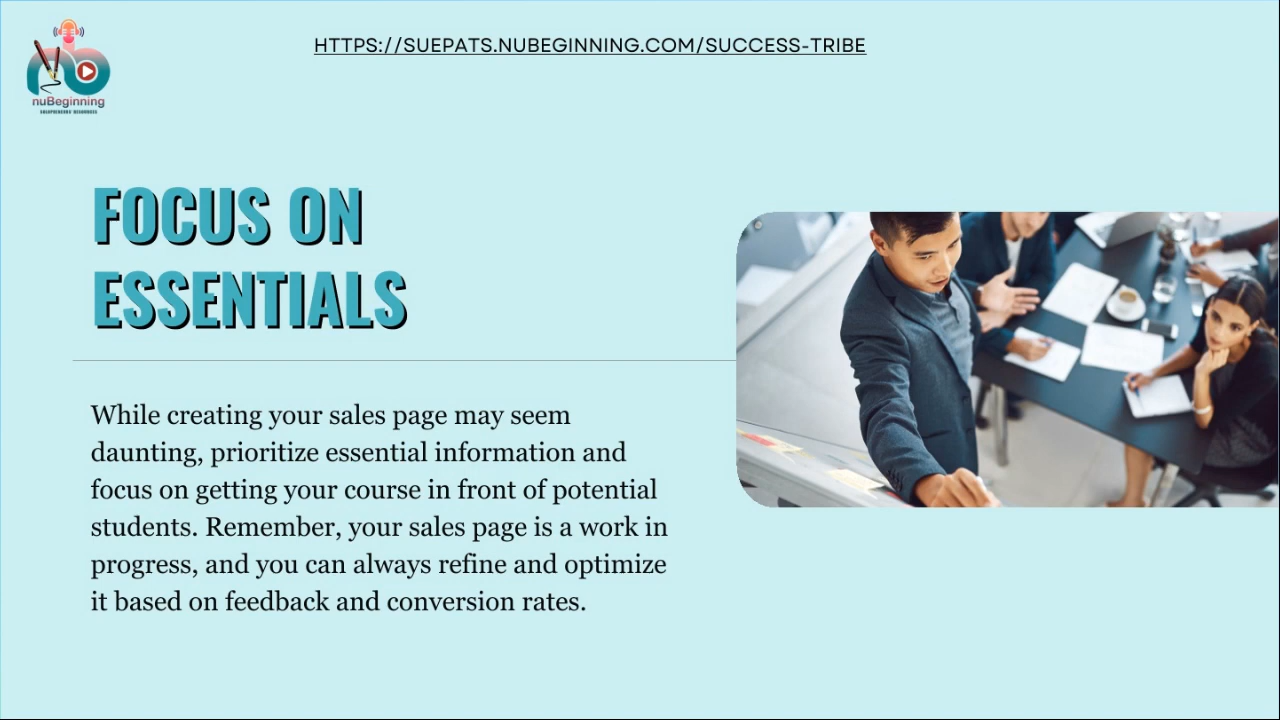 HTTPS://SUEPATS.NUBEGINNING.COM/SUCCESS-TRIBE
nuBeginning
SOLOPRENEURS' RESOURCES
FOCUS ON
ESSENTIALS
While creating your sales page may seem
daunting, prioritize essential information and
focus on getting your course in front of potential
students. Remember, your sales page is a work in
progress, and you can always refine and optimize
it based on feedback and conversion rates.